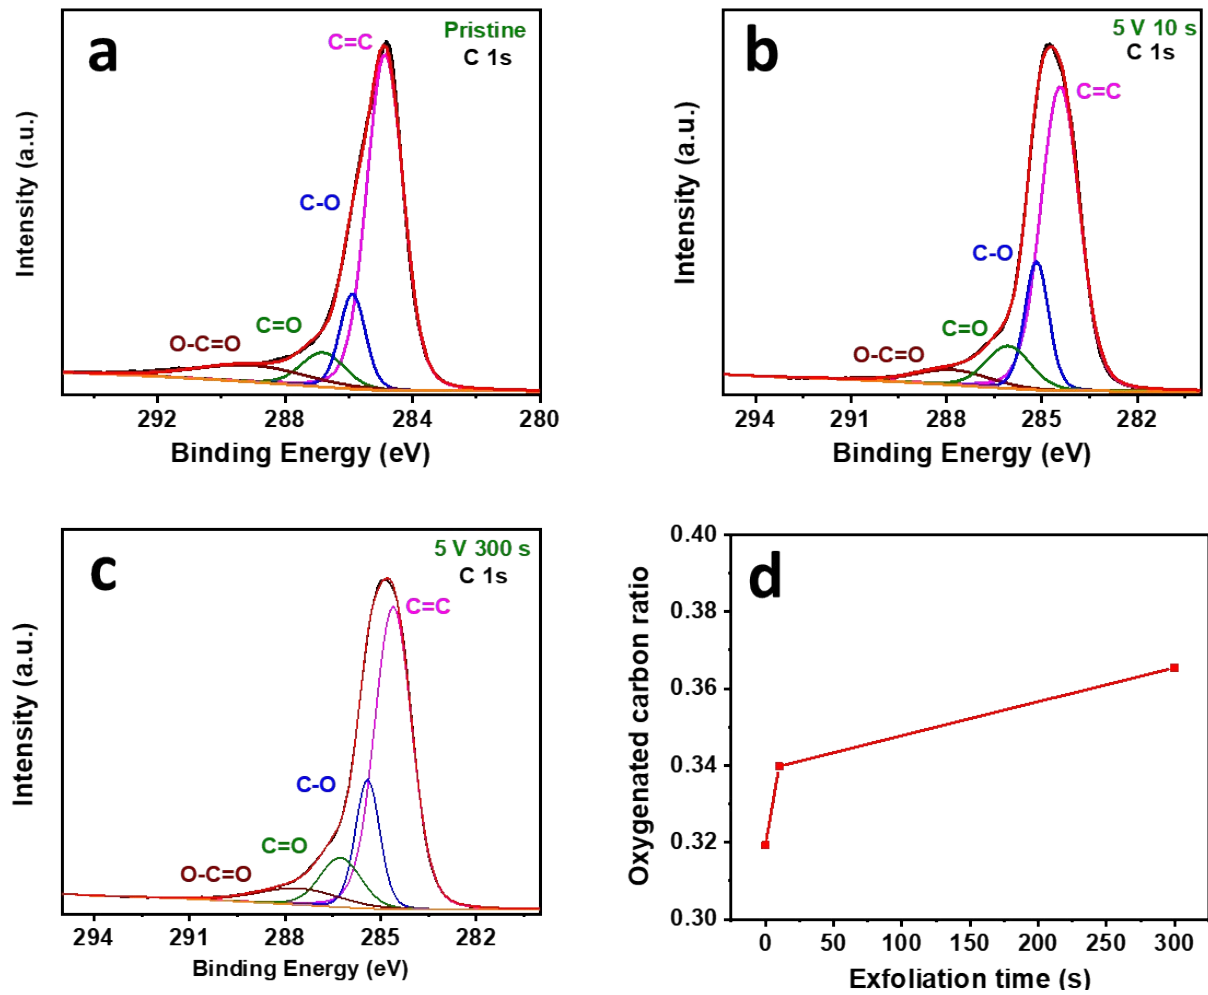 a
Pristine
C 1s
C=C
C-O
C=O
O-C=O
Intensity (a.u.)
292
288
284
280
Binding Energy (eV)
b
5 V 10 s
C 1s
C=C
C-O
C=O
O-C=O
Intensity (a.u.)
294
291
288
285
282
Binding Energy (eV)
c
5 V 300 s
C 1s
C=C
C-O
C=O
O-C=O
Intensity (a.u.)
294
291
288
285
282
Binding Energy (eV)
d
Oxygenated carbon ratio
0.40
0.38
0.36
0.34
0.32
0.30
0
50
100
150
200
250
300
Exfoliation time (s)